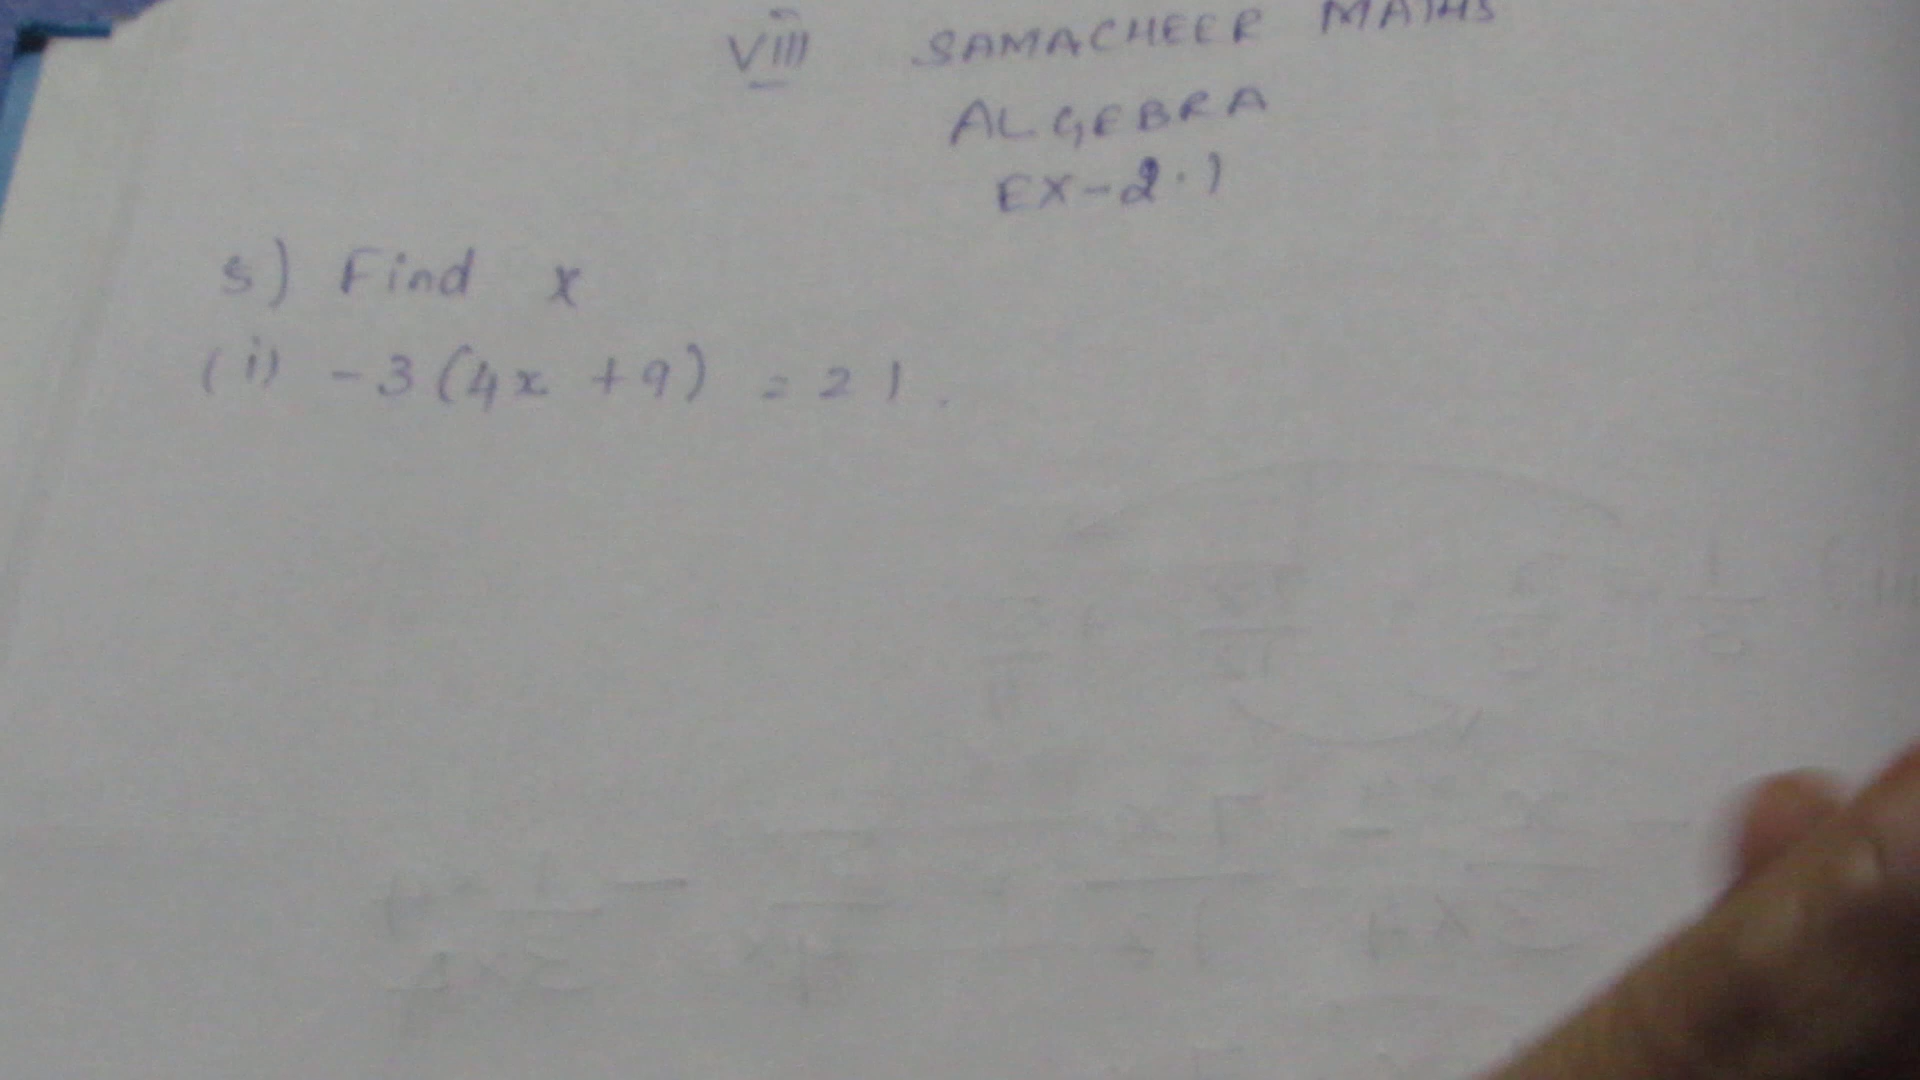 VIII SAMACHEER MATHS
ALGEBRA
EX-2.1
5) Find x
(i) -3(4x +9) = 21.